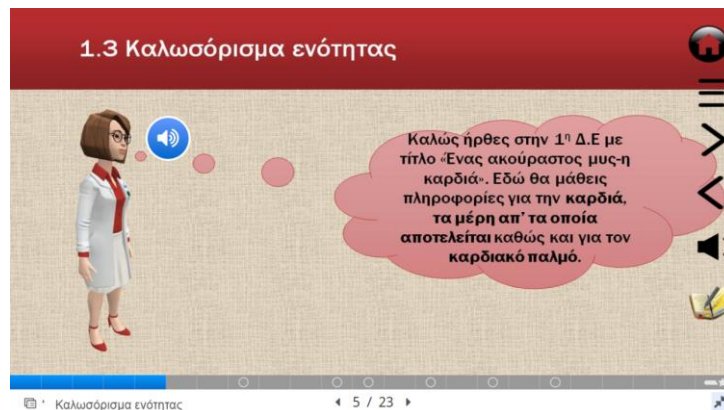 1.3 Καλωσόρισμα ενότητας
Καλώς ήρθες στην 1η Δ.Ε με
τίτλο «Ένας ακούραστος μυς-η
καρδιά». Εδώ θα μάθεις
πληροφορίες για την καρδιά,
τα μέρη απ' τα οποία
αποτελείται καθώς και για τον
καρδιακό παλμό.
Καλωσόρισμα ενότητας
5 / 23